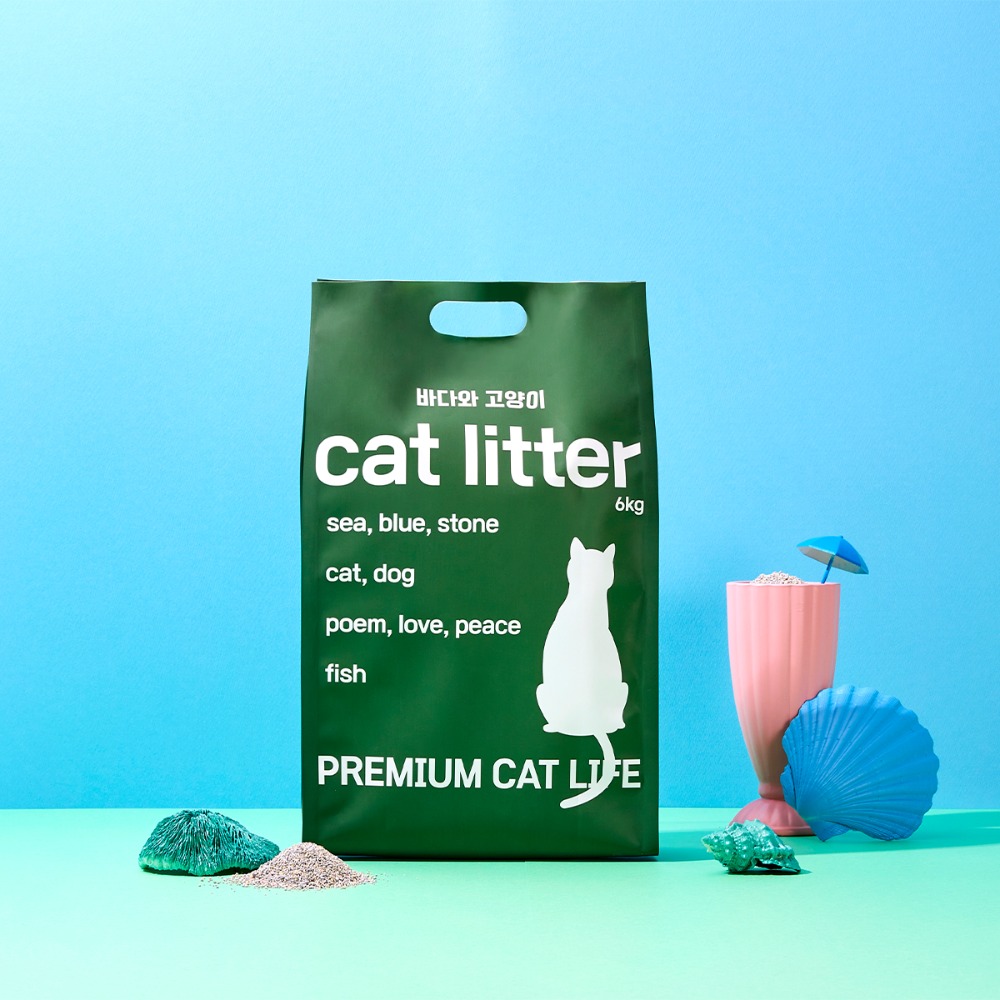 바다와 고양이
cat litter
6kg
sea, blue, stone
cat, dog
poem, love, peace
fish
PREMIUM CAT LIFE